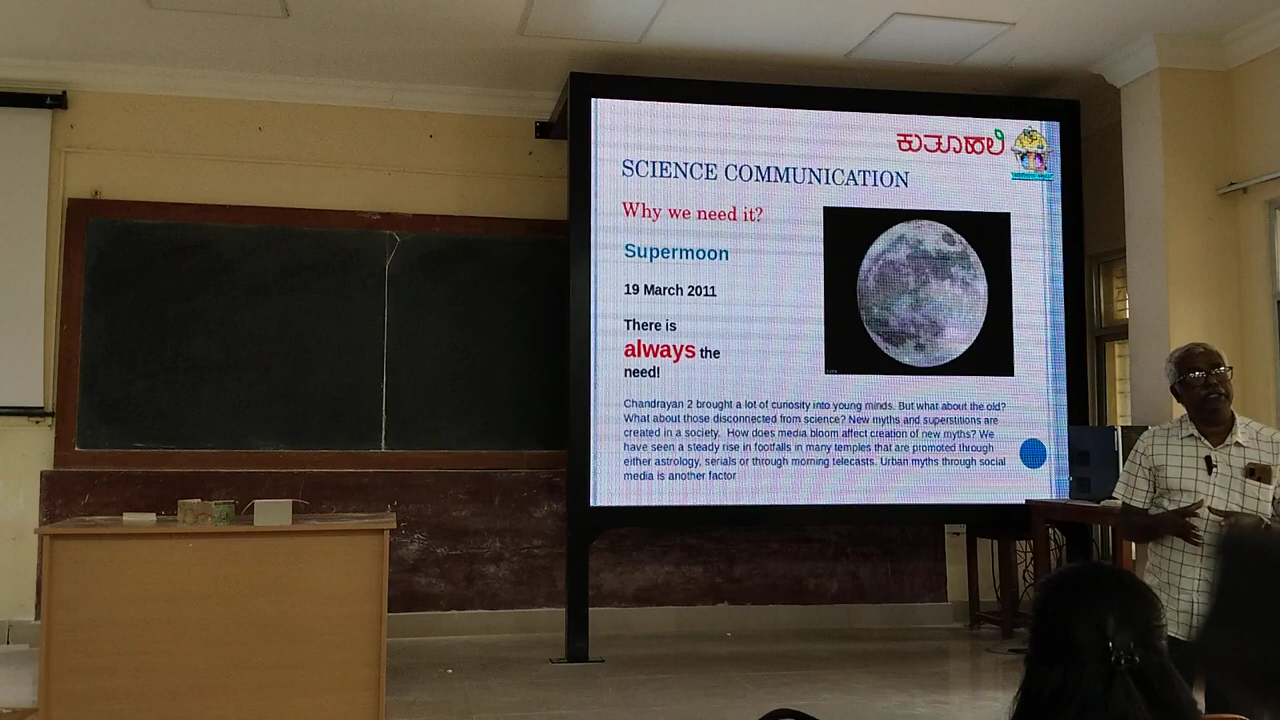 ಕುತೂಹಲಿ
SCIENCE COMMUNICATION
Why we need it?
Supermoon
19 March 2011
There is
always the
need!
Chandrayan 2 brought a lot of curiosity into young minds. But what about the old?
What about those disconnected from science? New myths and superstitions are
created in a society. How does media bloom affect creation of new myths? We
have seen a steady rise in footfalls in many temples that are promoted through
either astrology, serials or through morning telecasts. Urban myths through social
media is another factor